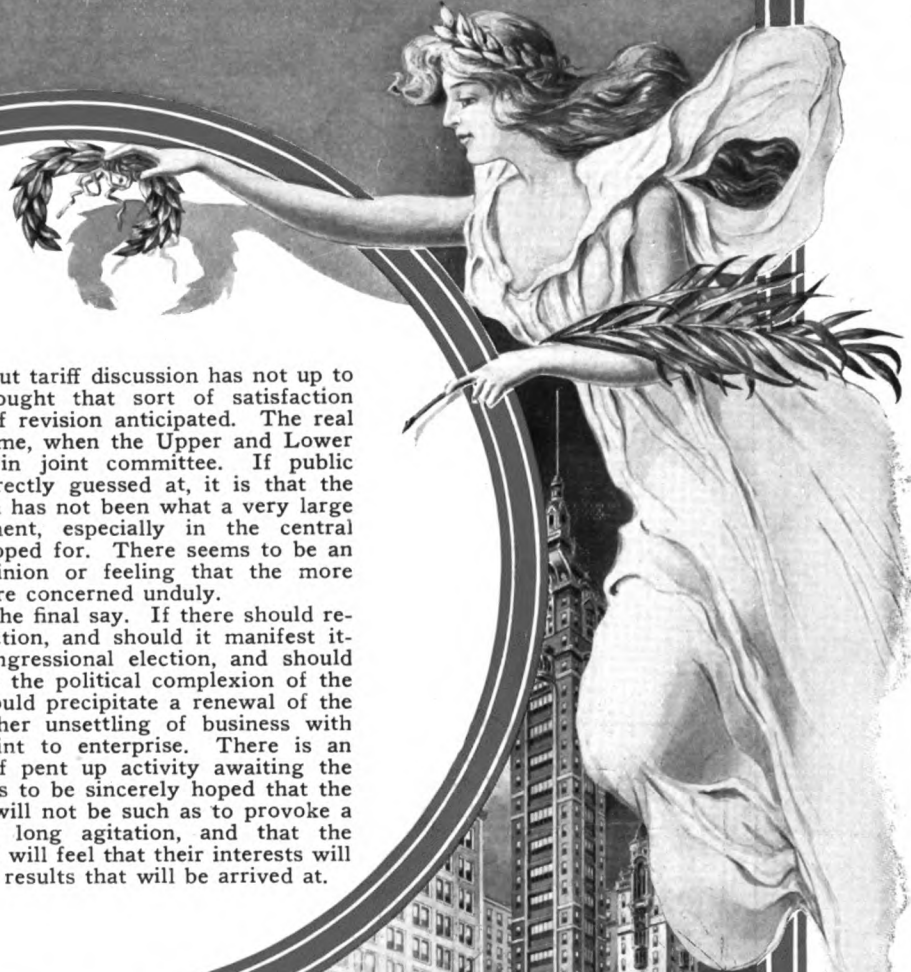 ut tariff discussion has not up to
ought that sort of satisfaction
f revision anticipated. The real
me, when the Upper and Lower
in joint committee. If public
rectly guessed at, it is that the
has not been what a very large
ent, especially in the central
oped for. There seems to be an
inion or feeling that the more
re concerned unduly.
he final say. If there should re-
ction, and should it manifest it-
ngressional election, and should
the political complexion of the
ould precipitate a renewal of the
her unsettling of business with
int to enterprise. There is an
f pent up activity awaiting the
s to be sincerely hoped that the
will not be such as to provoke a
long agitation, and that the
will feel that their interests will
results that will be arrived at.